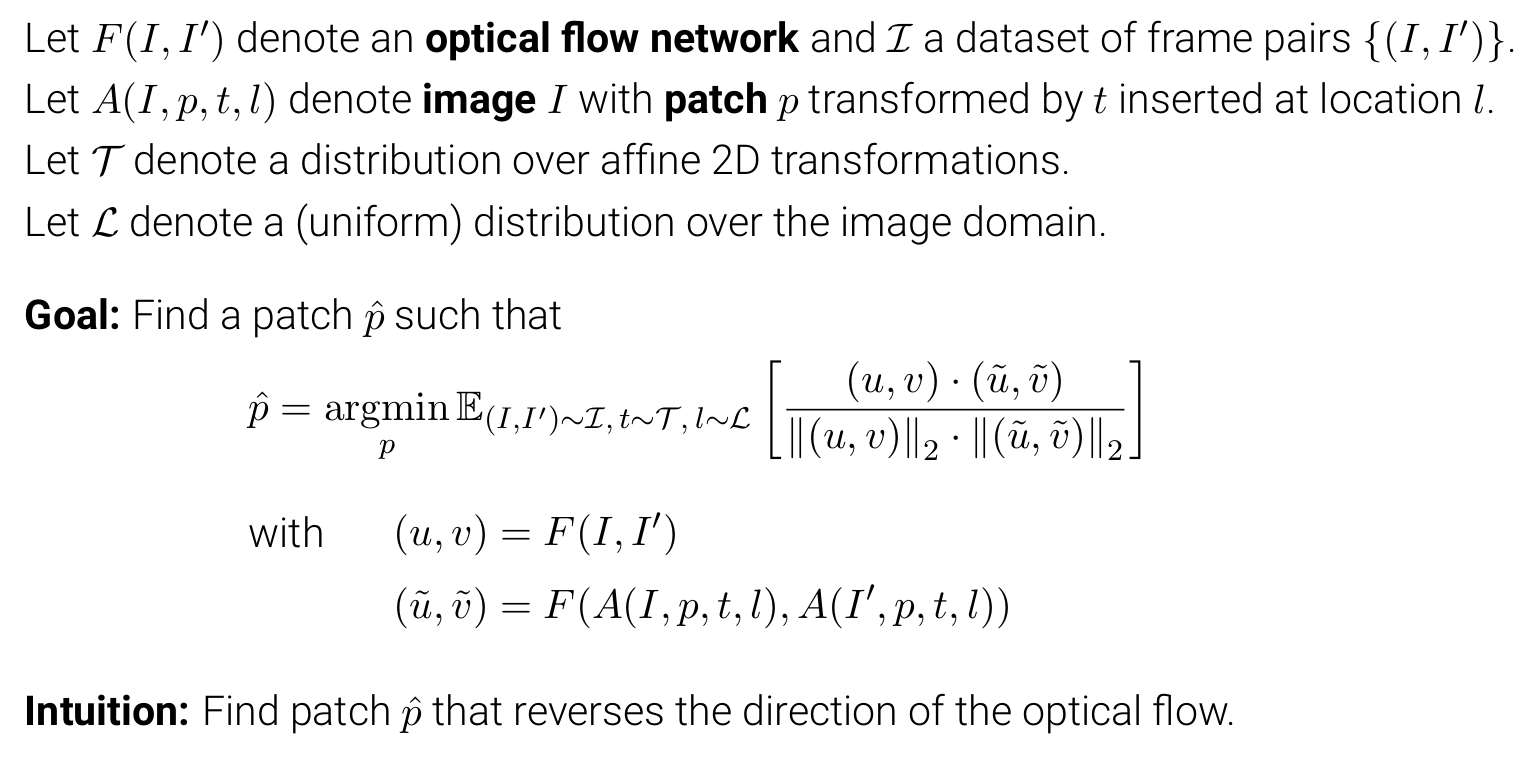 Let $F(I, I')$ denote an **optical flow network** and $\mathcal{I}$ a dataset of frame pairs $\{(I, I')\}$.
Let $A(I, p, t, l)$ denote **image** $I$ with **patch** $p$ transformed by $t$ inserted at location $l$.
Let $\mathcal{T}$ denote a distribution over affine 2D transformations.
Let $\mathcal{L}$ denote a (uniform) distribution over the image domain.
**Goal:** Find a patch $\hat{p}$ such that
$\hat{p} = \underset{p}{\operatorname{argmin}} \, \mathbb{E}_{(I,I') \sim \mathcal{I}, \, t \sim \mathcal{T}, \, l \sim \mathcal{L}} \left[ \frac{(u, v) \cdot (\tilde{u}, \tilde{v})}{\|(u, v)\|_2 \cdot \|(\tilde{u}, \tilde{v})\|_2} \right]$
with $(u, v) = F(I, I')$
$(\tilde{u}, \tilde{v}) = F(A(I, p, t, l), A(I', p, t, l))$
**Intuition:** Find patch $\hat{p}$ that reverses the direction of the optical flow.